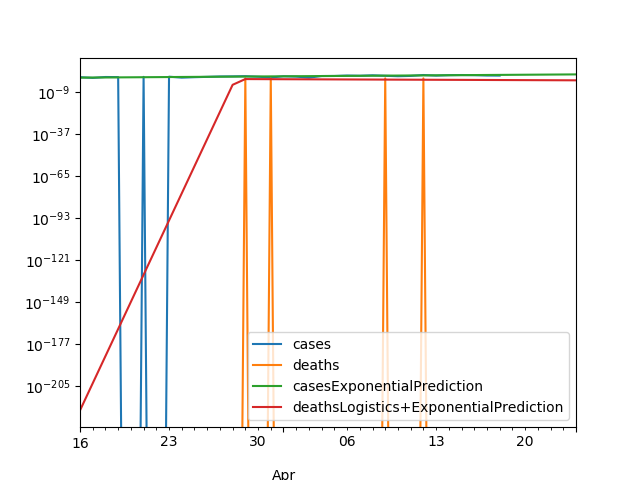 10⁻⁹
10⁻³⁷
10⁻⁶⁵
10⁻⁹³
10⁻¹²¹
10⁻¹⁴⁹
10⁻¹⁷⁷
10⁻²⁰⁵
cases
deaths
casesExponentialPrediction
deathsLogistics+ExponentialPrediction
16 23 30 06 13 20
Apr